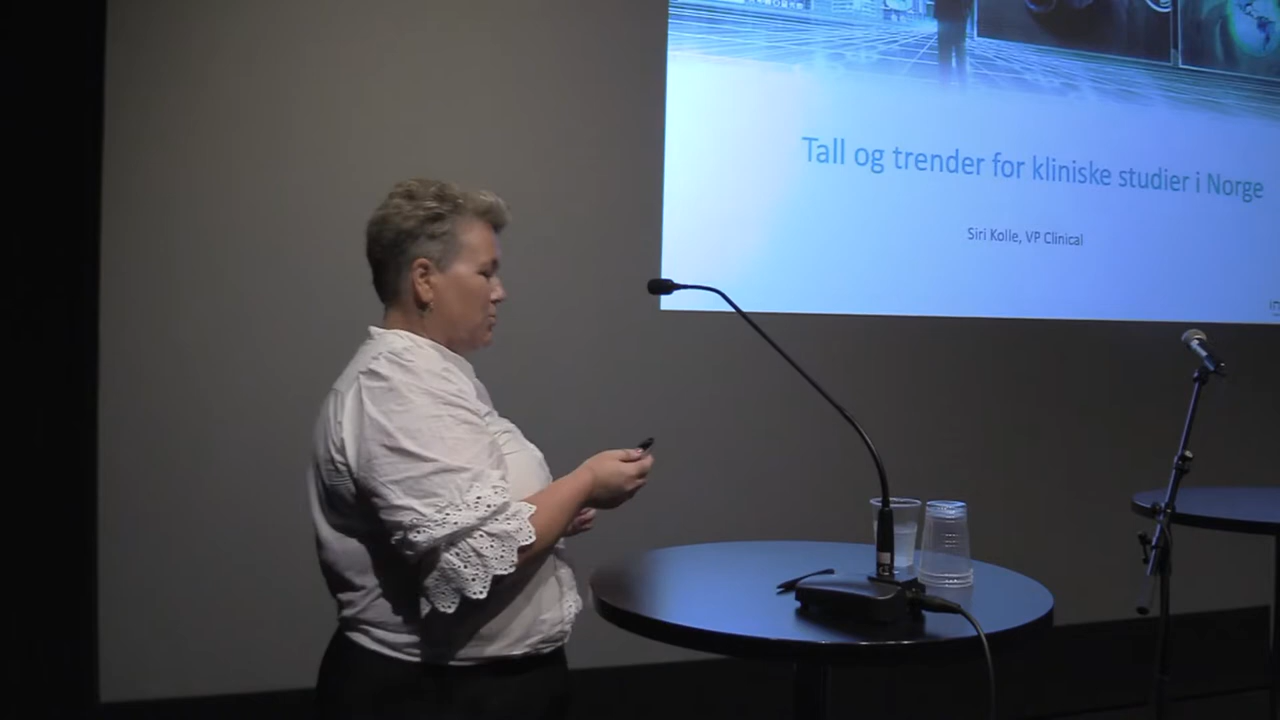 Tall og trender for kliniske studier i Norge
Siri Kolle, VP Clinical